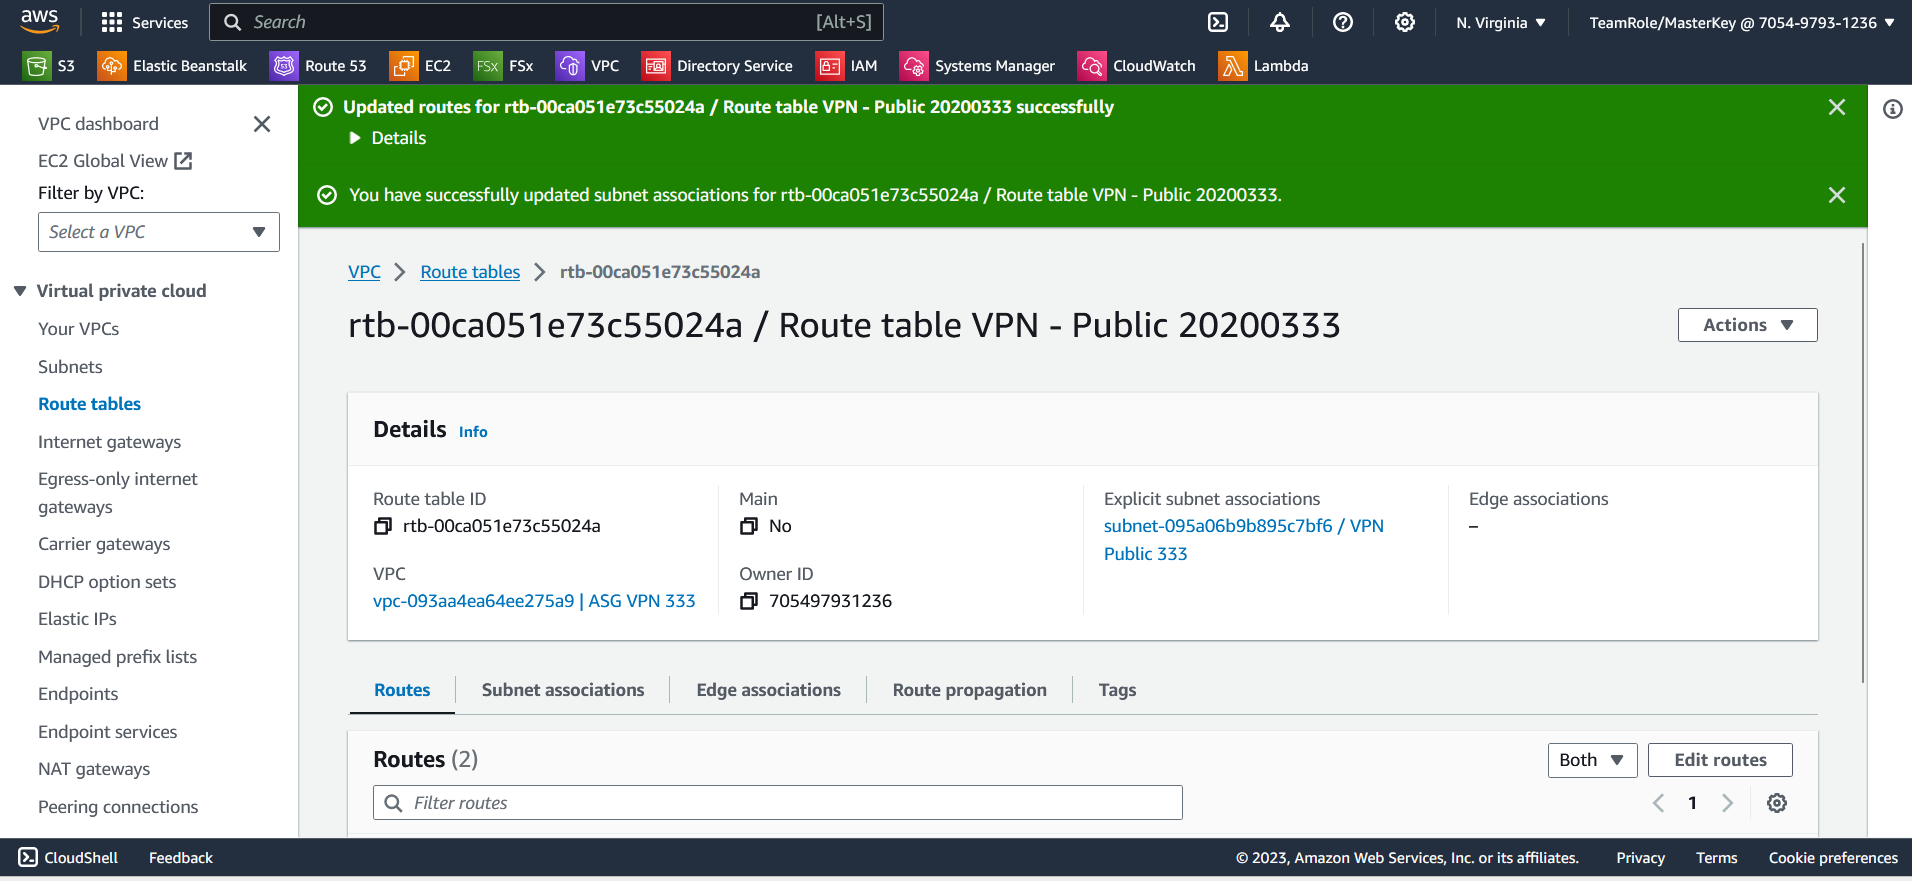 aws
Services
Search
[Alt+S]
N. Virginia
TeamRole/MasterKey @ 7054-9793-1236
S3
Elastic Beanstalk
Route 53
EC2
FSx
FSx
VPC
Directory Service
IAM
Systems Manager
CloudWatch
Lambda
VPC dashboard
EC2 Global View
Filter by VPC:
Select a VPC
Virtual private cloud
Your VPCs
Subnets
Route tables
Internet gateways
Egress-only internet
gateways
Carrier gateways
DHCP option sets
Elastic IPs
Managed prefix lists
Endpoints
Endpoint services
NAT gateways
Peering connections
Updated routes for rtb-00ca051e73c55024a / Route table VPN - Public 20200333 successfully
Details
You have successfully updated subnet associations for rtb-00ca051e73c55024a / Route table VPN - Public 20200333.
VPC
Route tables
rtb-00ca051e73c55024a
rtb-00ca051e73c55024a / Route table VPN - Public 20200333
Actions
Details Info
Route table ID
rtb-00ca051e73c55024a
Main
No
Explicit subnet associations
subnet-095a06b9b895c7bf6 / VPN
Public 333
Edge associations
–
VPC
vpc-093aa4ea64ee275a9 | ASG VPN 333
Owner ID
705497931236
Routes
Subnet associations
Edge associations
Route propagation
Tags
Routes (2)
Both
Edit routes
Filter routes
1
CloudShell
Feedback
© 2023, Amazon Web Services, Inc. or its affiliates.
Privacy
Terms
Cookie preferences